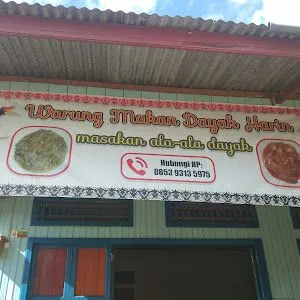 Warung Makan Dayak Harin
masakan ala-ala dayak
Hubungi HP:
0853 9313 5975